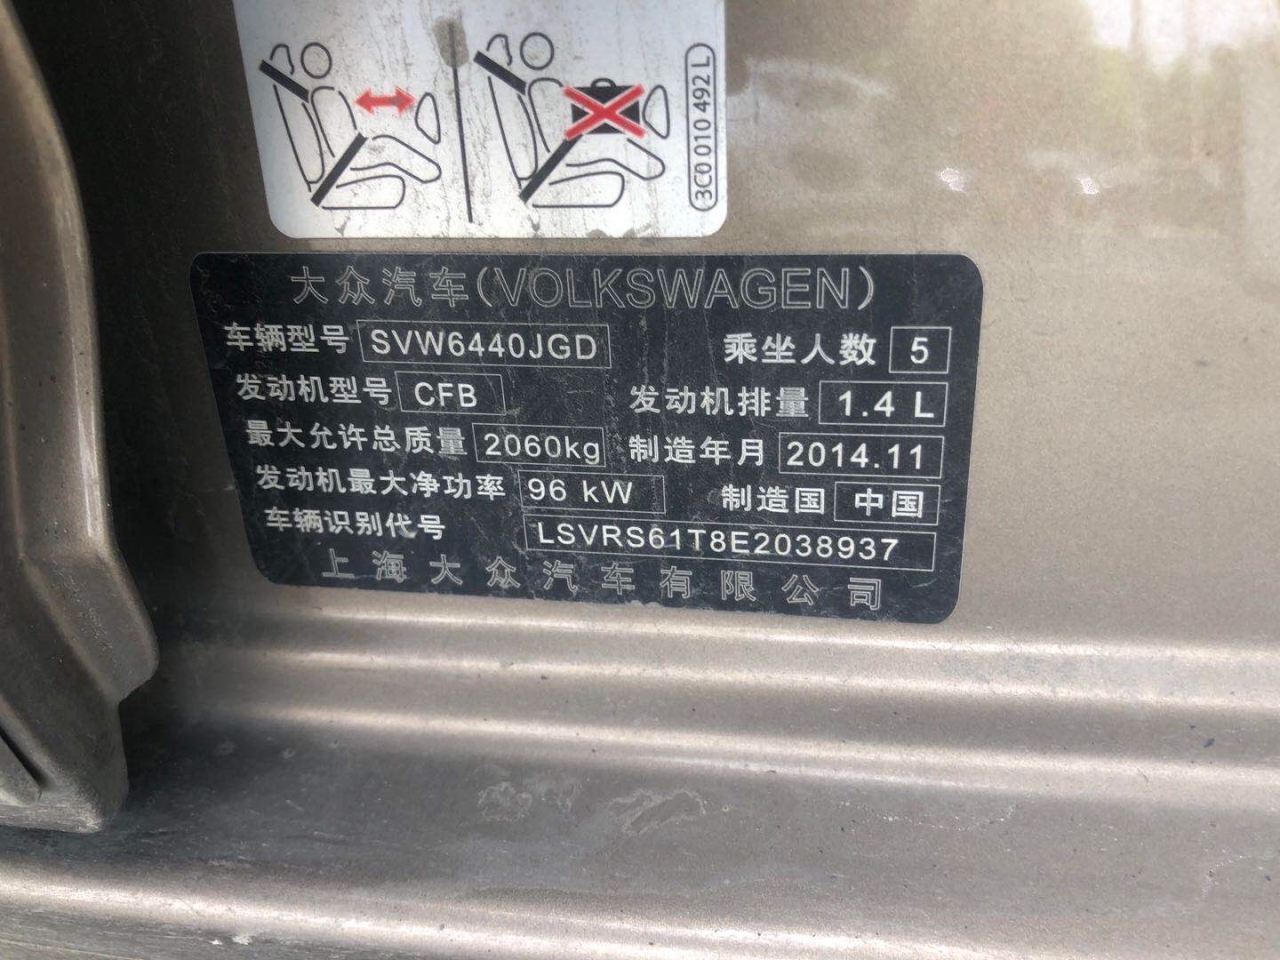 3C0 010 492 L
大众汽车(VOLKSWAGEN)
车辆型号 SVW6440JGD 乘坐人数 5
发动机型号 CFB 发动机排量 1.4 L
最大允许总质量 2060kg 制造年月 2014.11
发动机最大净功率 96 kW 制造国 中国
车辆识别代号 LSVRS61T8E2038937
上海大众汽车有限公司